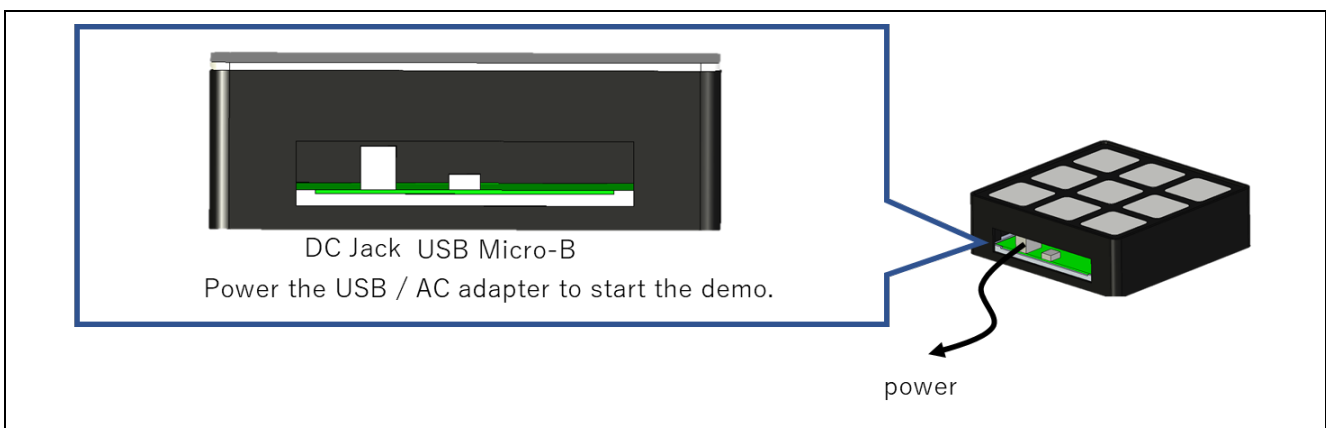 DC Jack USB Micro-B
Power the USB / AC adapter to start the demo.
power